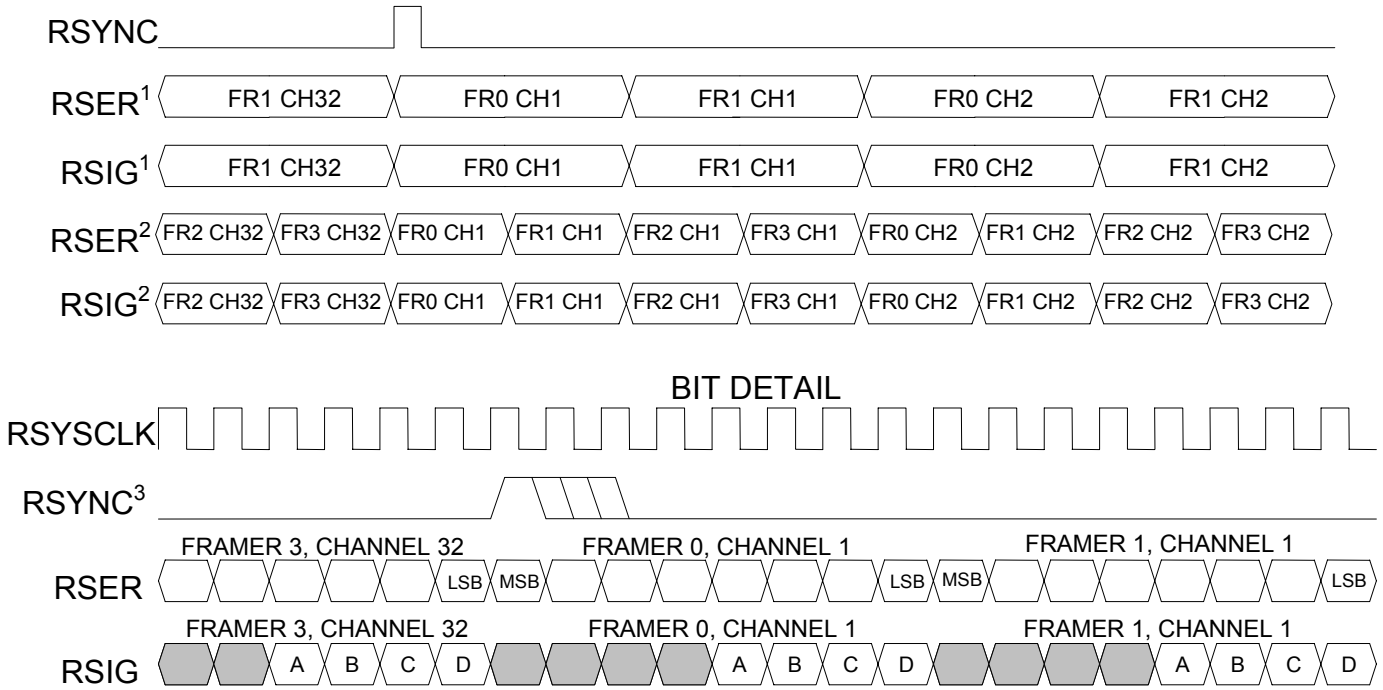 RSYNC
RSER¹ FR1 CH32 FR0 CH1 FR1 CH1 FR0 CH2 FR1 CH2
RSIG¹ FR1 CH32 FR0 CH1 FR1 CH1 FR0 CH2 FR1 CH2
RSER² FR2 CH32 FR3 CH32 FR0 CH1 FR1 CH1 FR2 CH1 FR3 CH1 FR0 CH2 FR1 CH2 FR2 CH2 FR3 CH2
RSIG² FR2 CH32 FR3 CH32 FR0 CH1 FR1 CH1 FR2 CH1 FR3 CH1 FR0 CH2 FR1 CH2 FR2 CH2 FR3 CH2
BIT DETAIL
RSYSCLK
RSYNC³
FRAMER 3, CHANNEL 32 FRAMER 0, CHANNEL 1 FRAMER 1, CHANNEL 1
RSER LSB MSB LSB MSB LSB
FRAMER 3, CHANNEL 32 FRAMER 0, CHANNEL 1 FRAMER 1, CHANNEL 1
RSIG A B C D A B C D A B C D